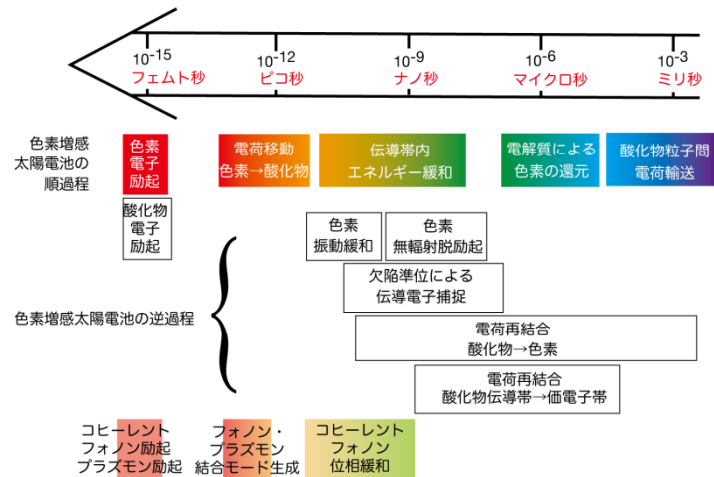 10⁻¹⁵ 10⁻¹² 10⁻⁹ 10⁻⁶ 10⁻³
フェムト秒 ピコ秒 ナノ秒 マイクロ秒 ミリ秒
色素増感
太陽電池の
順過程
色素
電子
励起
電荷移動
色素→酸化物
伝導帯内
エネルギー緩和
電解質による
色素の還元
酸化物粒子問
電荷輸送
酸化物
電子
励起
色素
振動緩和
色素
無輻射脱励起
欠陥準位による
伝導電子捕捉
色素増感太陽電池の逆過程
電荷再結合
酸化物→色素
電荷再結合
酸化物伝導帯→価電子帯
コヒーレント
フォノン励起
プラズモン励起
フォノン・
プラズモン
結合モード生成
コヒーレント
フォノン
位相緩和